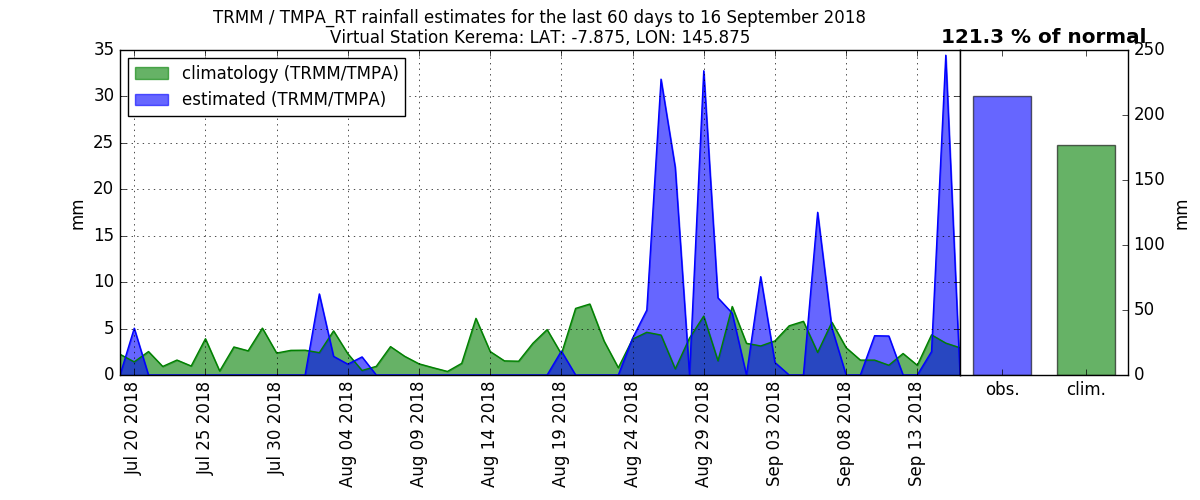 TRMM / TMPA_RT rainfall estimates for the last 60 days to 16 September 2018
Virtual Station Kerema: LAT: -7.875, LON: 145.875
121.3 % of normal
climatology (TRMM/TMPA)
estimated (TRMM/TMPA)
35
30
25
20
15
10
5
0
mm
Jul 20 2018
Jul 25 2018
Jul 30 2018
Aug 04 2018
Aug 09 2018
Aug 14 2018
Aug 19 2018
Aug 24 2018
Aug 29 2018
Sep 03 2018
Sep 08 2018
Sep 13 2018
obs.
clim.
250
200
150
100
50
0
mm